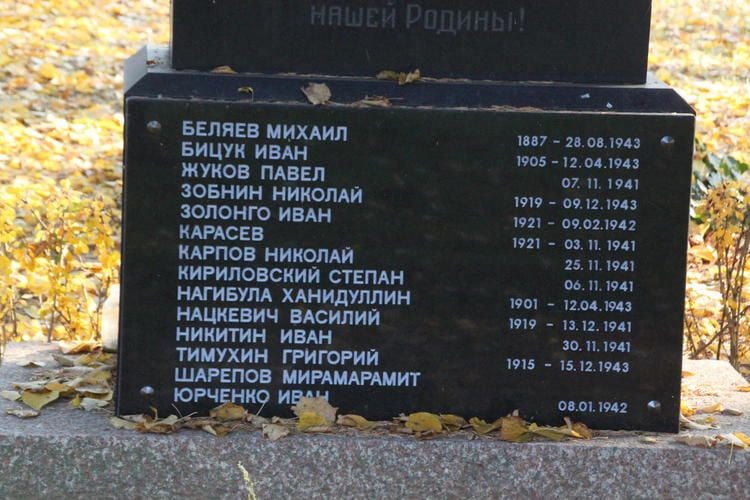 НАШЕЙ РОДИНЫ!
БЕЛЯЕВ МИХАИЛ 1887 - 28.08.1943
БИЦУК ИВАН 1905 - 12.04.1943
ЖУКОВ ПАВЕЛ 07.11.1941
ЗОБНИН НИКОЛАЙ 1919 - 09.12.1943
ЗОЛОНГО ИВАН 1921 - 09.02.1942
КАРАСЕВ 1921 - 03.11.1941
КАРПОВ НИКОЛАЙ 25.11.1941
КИРИЛОВСКИЙ СТЕПАН 06.11.1941
НАГИБУЛА ХАНИДУЛЛИН 1901 - 12.04.1943
НАЦКЕВИЧ ВАСИЛИЙ 1919 - 13.12.1941
НИКИТИН ИВАН 30.11.1941
ТИМУХИН ГРИГОРИЙ 1915 - 15.12.1943
ШАРЕПОВ МИРАМАРАМИТ
ЮРЧЕНКО ИВАН 08.01.1942